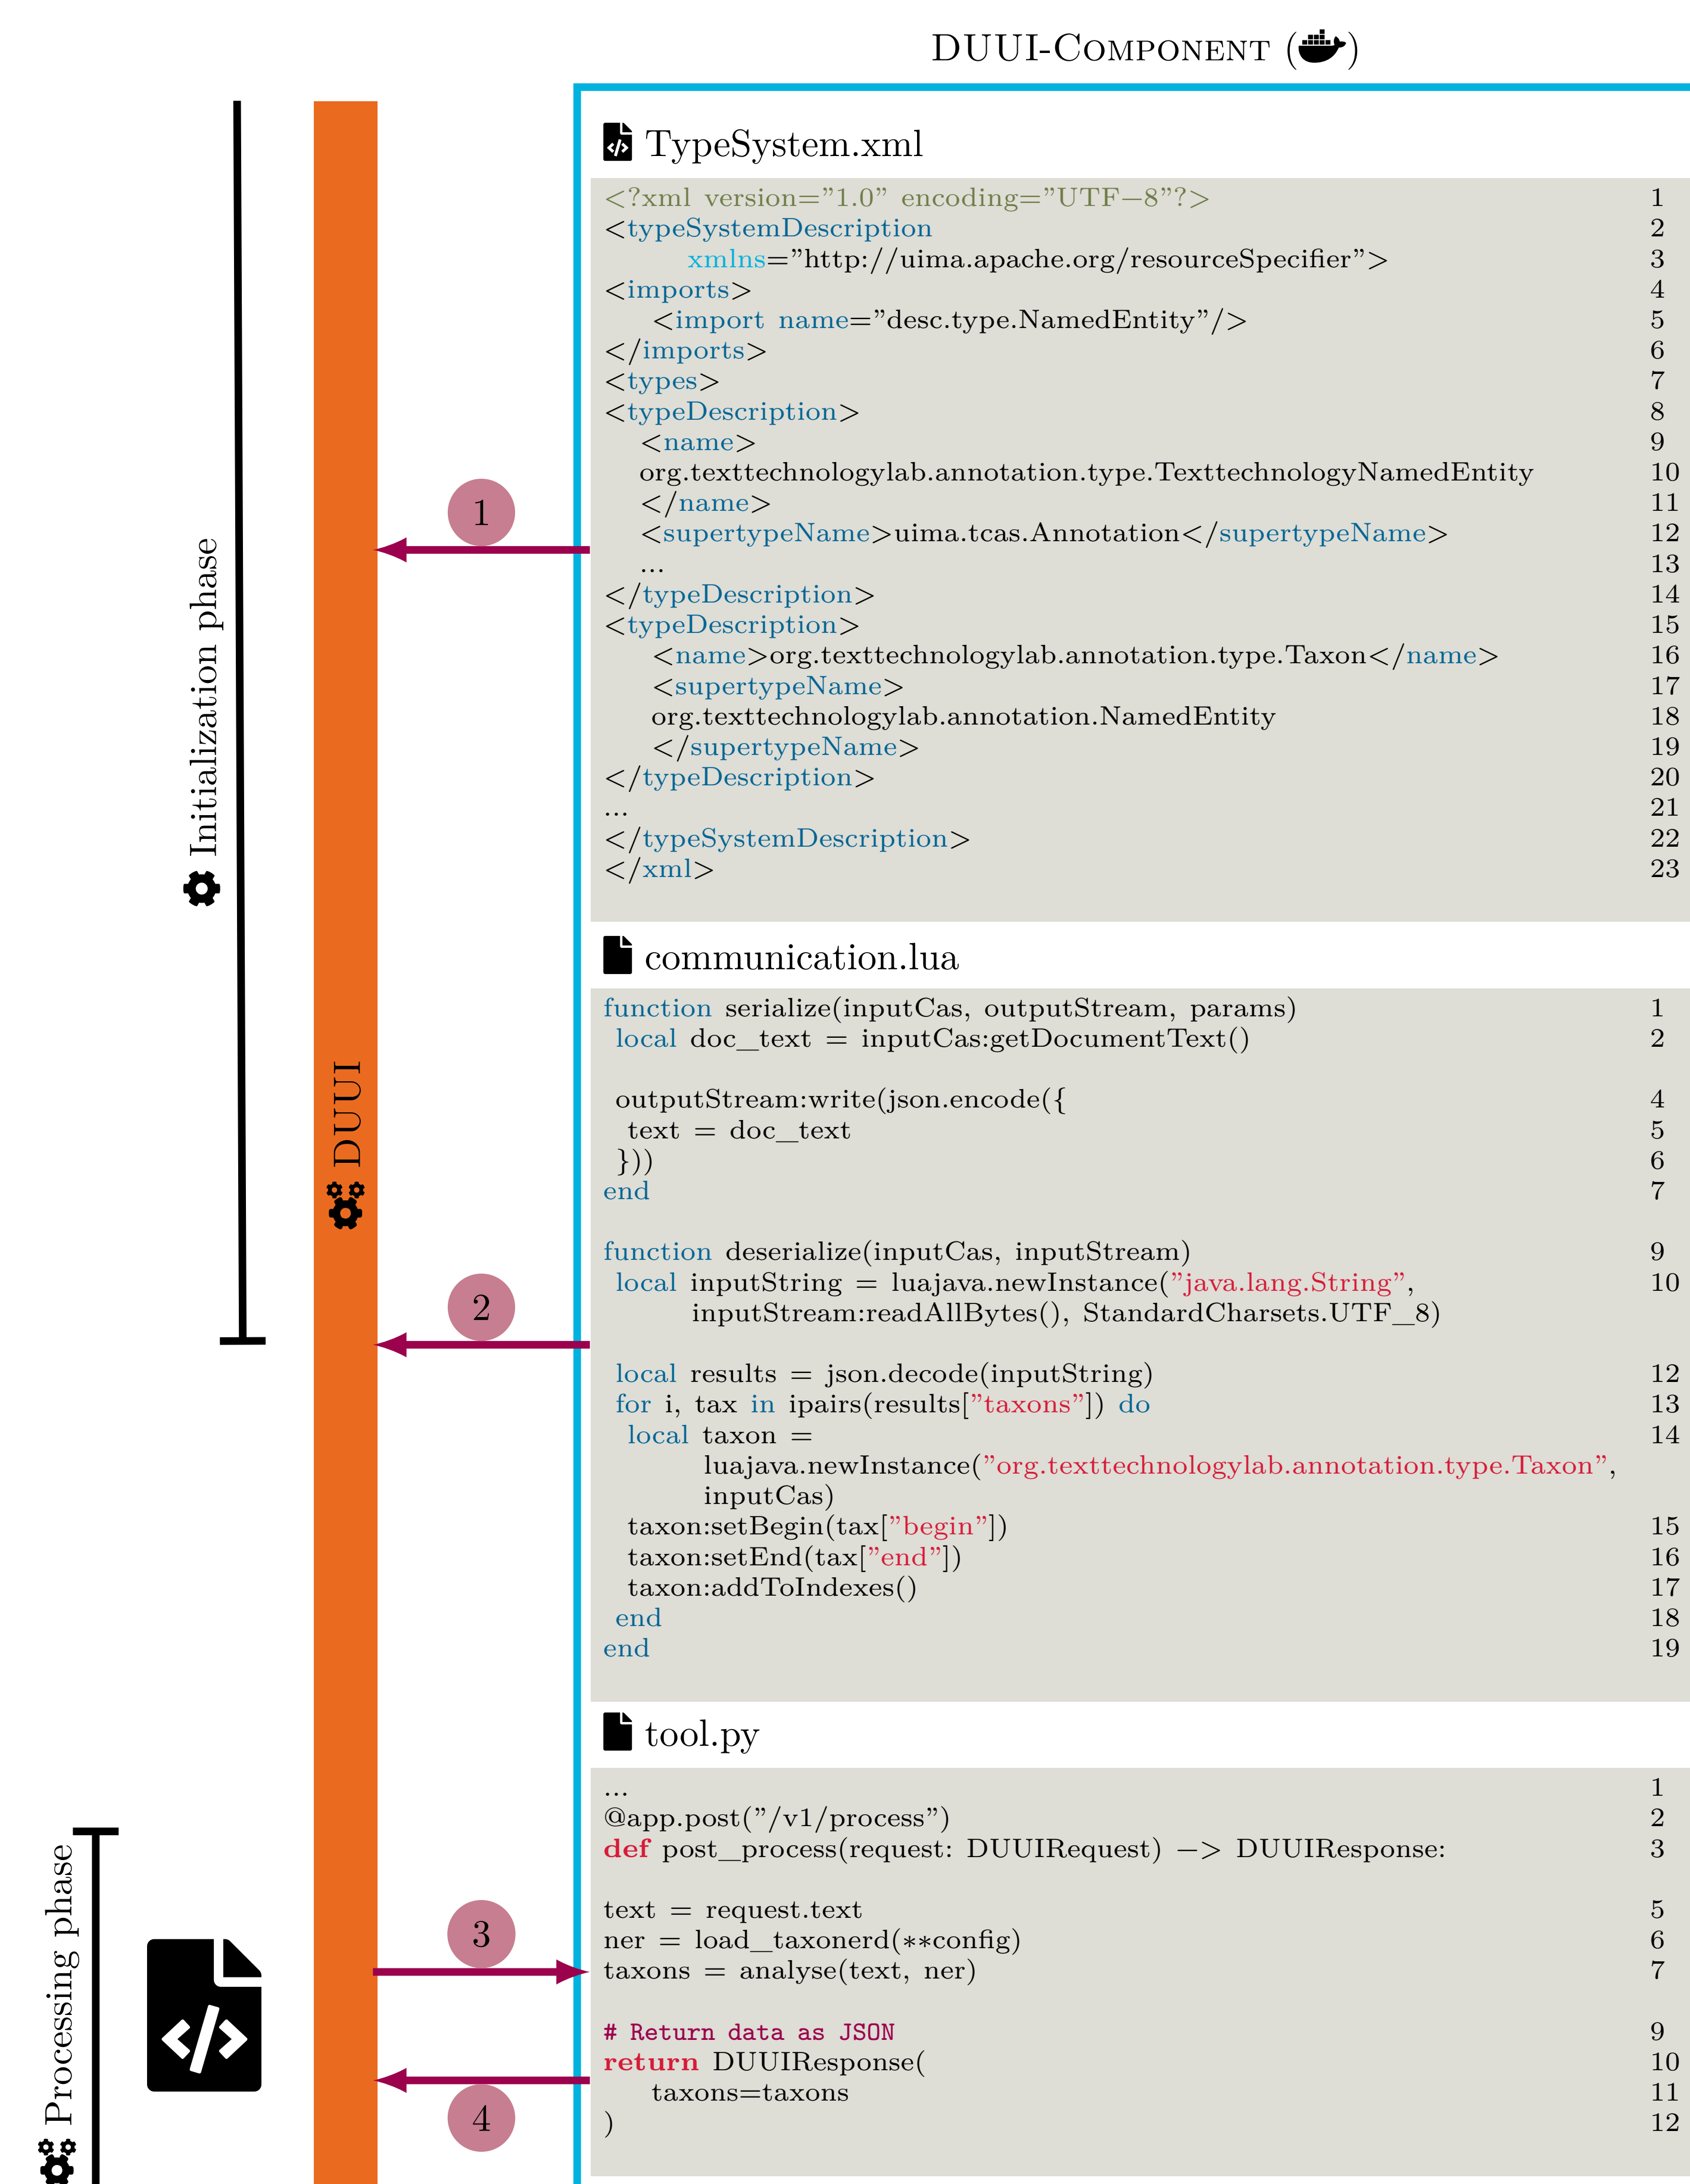 DUUI-Component ()
TypeSystem.xml
<?xml version="1.0" encoding="UTF−8"?> 1
<typeSystemDescription 2
xmlns="http://uima.apache.org/resourceSpecifier"> 3
<imports> 4
<import name="desc.type.NamedEntity"/> 5
</imports> 6
<types> 7
<typeDescription> 8
<name> 9
org.texttechnologylab.annotation.type.TexttechnologyNamedEntity 10
</name> 11
<supertypeName>uima.tcas.Annotation</supertypeName> 12
... 13
</typeDescription> 14
<typeDescription> 15
<name>org.texttechnologylab.annotation.type.Taxon</name> 16
<supertypeName> 17
org.texttechnologylab.annotation.NamedEntity 18
</supertypeName> 19
</typeDescription> 20
... 21
</typeSystemDescription> 22
</xml> 23
communication.lua
function serialize(inputCas, outputStream, params) 1
local doc_text = inputCas:getDocumentText() 2
outputStream:write(json.encode({ 4
text = doc_text 5
})) 6
end 7
function deserialize(inputCas, inputStream) 9
local inputString = luajava.newInstance("java.lang.String", 10
inputStream:readAllBytes(), StandardCharsets.UTF_8)
local results = json.decode(inputString) 12
for i, tax in ipairs(results["taxons"]) do 13
local taxon = 14
luajava.newInstance("org.texttechnologylab.annotation.type.Taxon",
inputCas)
taxon:setBegin(tax["begin"]) 15
taxon:setEnd(tax["end"]) 16
taxon:addToIndexes() 17
end 18
end 19
tool.py
... 1
@app.post("/v1/process") 2
def post_process(request: DUUIRequest) −> DUUIResponse: 3
text = request.text 5
ner = load_taxonerd(**config) 6
taxons = analyse(text, ner) 7
# Return data as JSON 9
return DUUIResponse( 10
taxons=taxons 11
) 12
Initialization phase
DUUI
Processing phase
1
2
3
4